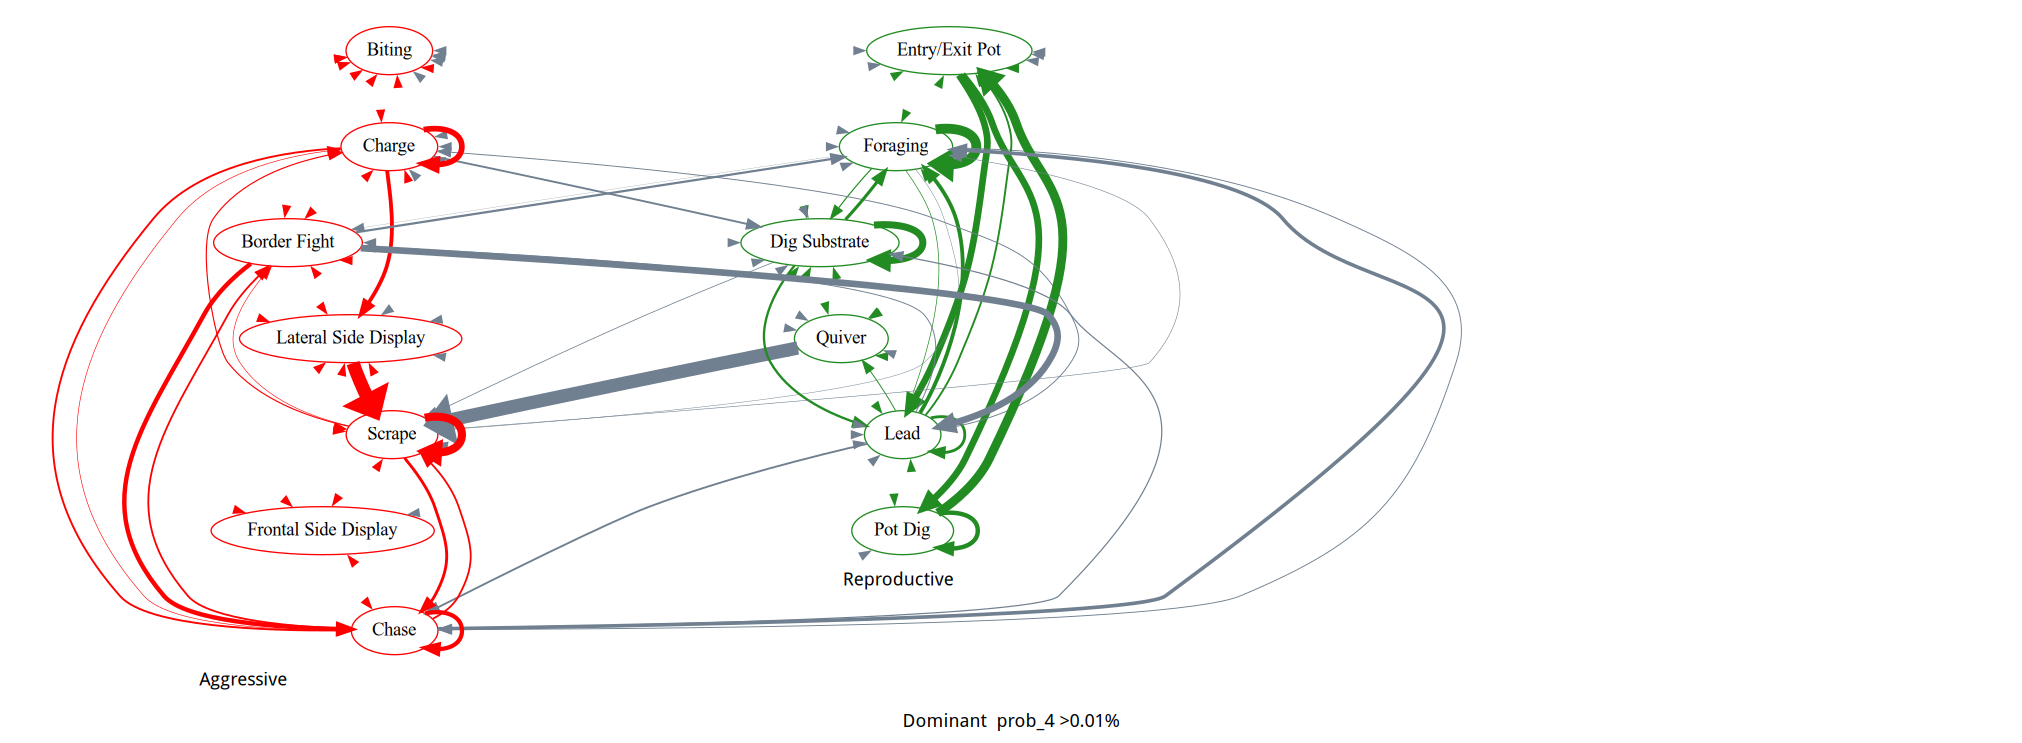 Biting
Entry/Exit Pot
Charge
Foraging
Border Fight
Dig Substrate
Lateral Side Display
Quiver
Scrape
Lead
Frontal Side Display
Pot Dig
Reproductive
Chase
Aggressive
Dominant  prob_4 >0.01%